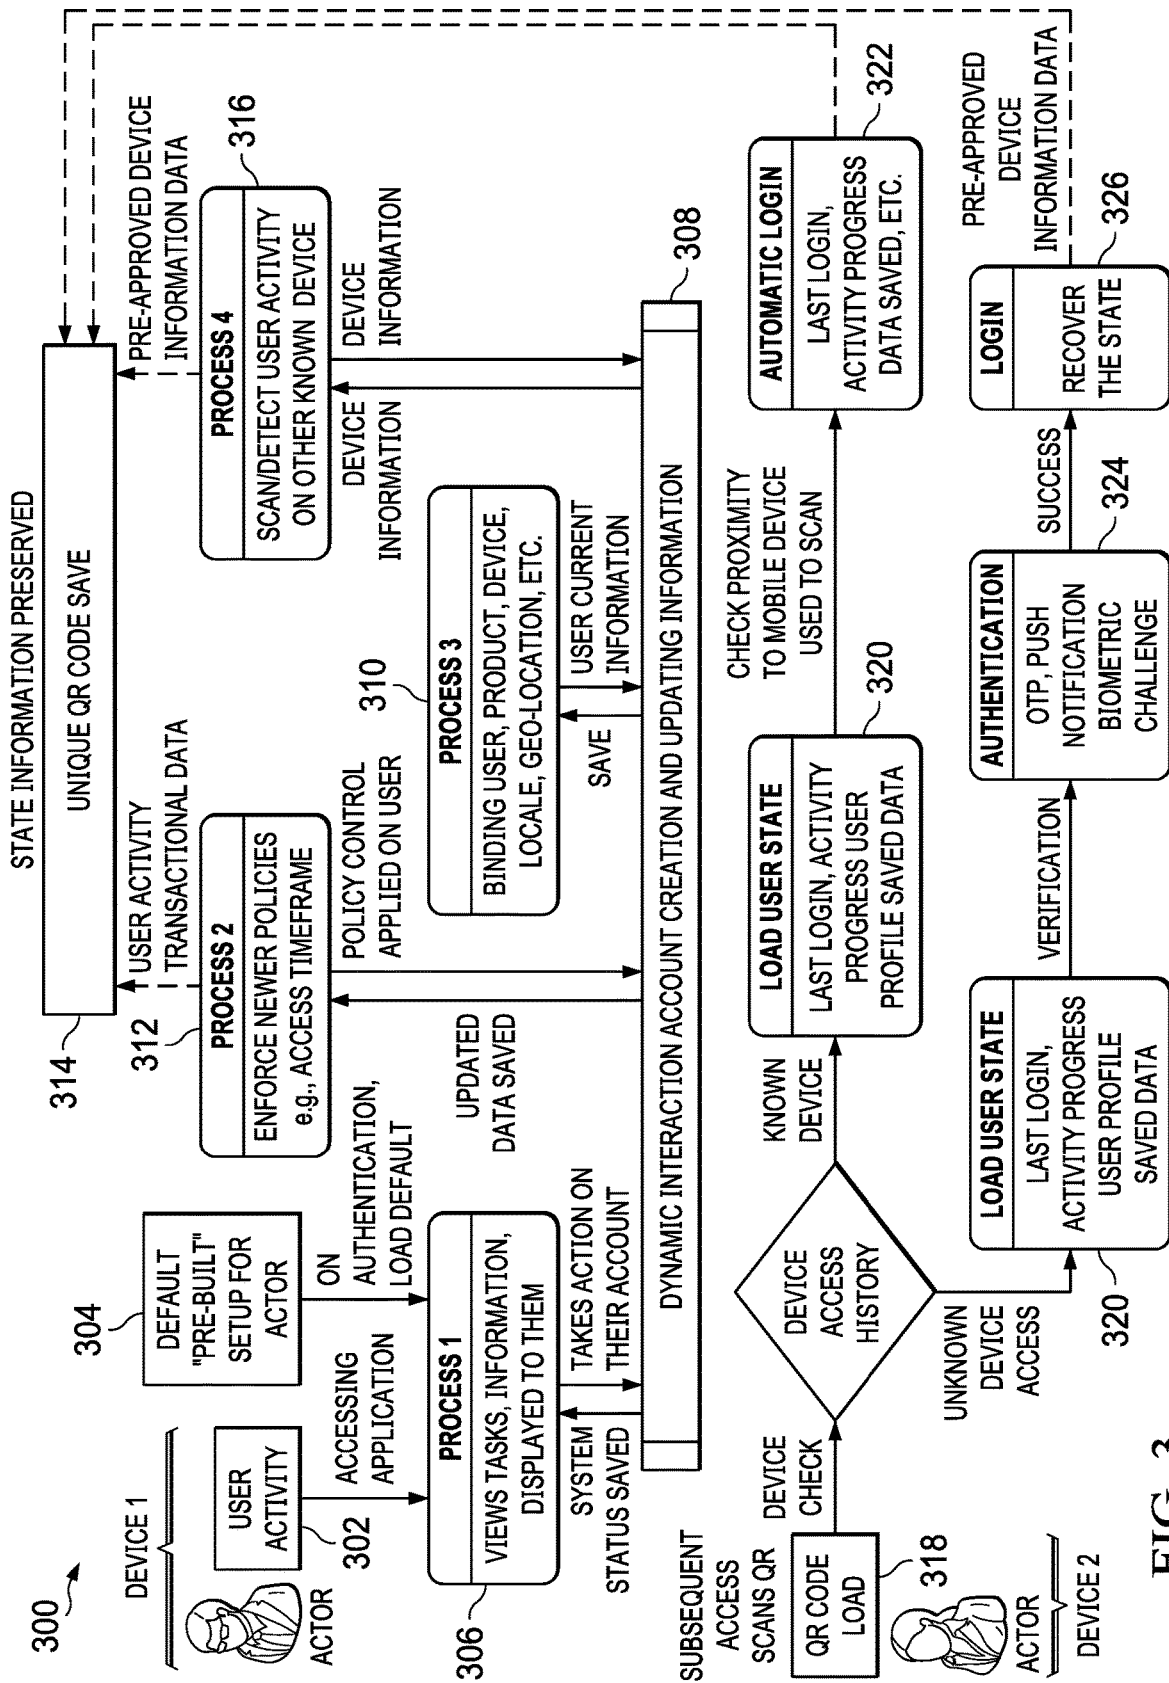 300
DEVICE 1
ACTOR
USER
ACTIVITY
302
304
DEFAULT
"PRE-BUILT"
SETUP FOR
ACTOR
ACCESSING
APPLICATION
ON
AUTHENTICATION,
LOAD DEFAULT
306
PROCESS 1
VIEWS TASKS, INFORMATION,
DISPLAYED TO THEM
SYSTEM
STATUS SAVED
TAKES ACTION ON
THEIR ACCOUNT
STATE INFORMATION PRESERVED
UNIQUE QR CODE SAVE
314
USER ACTIVITY
TRANSACTIONAL DATA
312
PROCESS 2
ENFORCE NEWER POLICIES
e.g., ACCESS TIMEFRAME
UPDATED
DATA SAVED
POLICY CONTROL
APPLIED ON USER
310
PROCESS 3
BINDING USER, PRODUCT, DEVICE,
LOCALE, GEO-LOCATION, ETC.
SAVE
USER CURRENT
INFORMATION
PRE-APPROVED DEVICE
INFORMATION DATA
316
PROCESS 4
SCAN/DETECT USER ACTIVITY
ON OTHER KNOWN DEVICE
DEVICE
INFORMATION
DEVICE
INFORMATION
308
DYNAMIC INTERACTION ACCOUNT CREATION AND UPDATING INFORMATION
SUBSEQUENT
ACCESS
SCANS QR
QR CODE
LOAD
318
ACTOR
DEVICE 2
DEVICE
CHECK
DEVICE
ACCESS
HISTORY
KNOWN
DEVICE
UNKNOWN
DEVICE
ACCESS
LOAD USER STATE
LAST LOGIN, ACTIVITY
PROGRESS USER
PROFILE SAVED DATA
320
CHECK PROXIMITY
TO MOBILE DEVICE
USED TO SCAN
AUTOMATIC LOGIN
LAST LOGIN,
ACTIVITY PROGRESS
DATA SAVED, ETC.
322
LOAD USER STATE
LAST LOGIN,
ACTIVITY PROGRESS
USER PROFILE
SAVED DATA
320
VERIFICATION
AUTHENTICATION
OTP, PUSH
NOTIFICATION
BIOMETRIC
CHALLENGE
324
SUCCESS
LOGIN
RECOVER
THE STATE
326
PRE-APPROVED
DEVICE
INFORMATION DATA